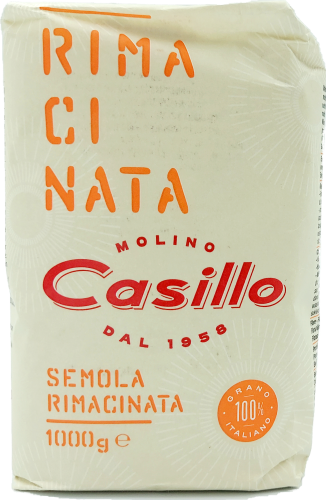 RIMA
CI
NATA
MOLINO
Casillo
DAL 1958
SEMOLA
RIMACINATA
1000g e
GRANO
100%
ITALIANO